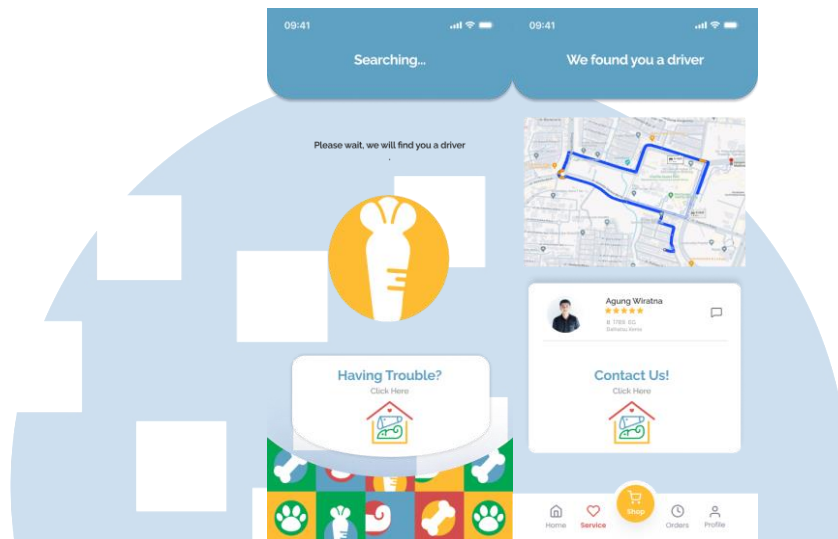 09:41
Searching...
Please wait, we will find you a driver
.
Having Trouble?
Click Here
09:41
We found you a driver
Agung Wiratna
Contact Us!
Click Here
Home
Service
Shop
Orders
Profile